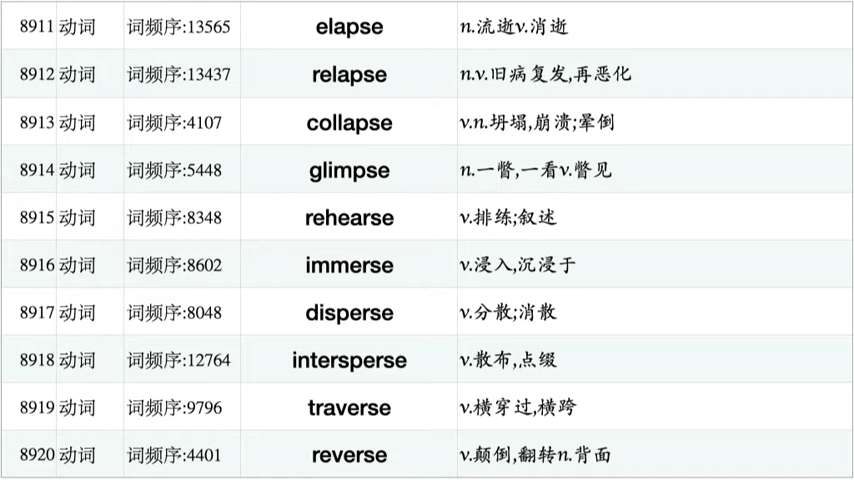 8911 动词 词频序:13565 elapse n.流逝v.消逝
8912 动词 词频序:13437 relapse n.v.旧病复发,再恶化
8913 动词 词频序:4107 collapse v.n.坍塌,崩溃;晕倒
8914 动词 词频序:5448 glimpse n.一瞥,一看v.瞥见
8915 动词 词频序:8348 rehearse v.排练;叙述
8916 动词 词频序:8602 immerse v.浸入,沉浸于
8917 动词 词频序:8048 disperse v.分散;消散
8918 动词 词频序:12764 intersperse v.散布,点缀
8919 动词 词频序:9796 traverse v.横穿过,横跨
8920 动词 词频序:4401 reverse v.颠倒,翻转n.背面